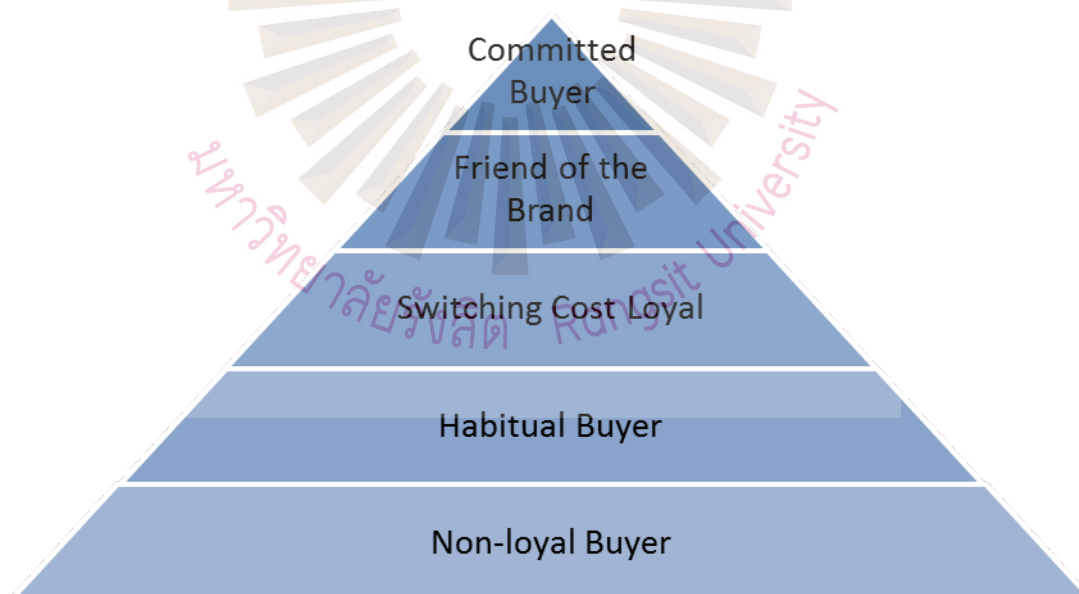 Committed
Buyer
Friend of the
Brand
Switching Cost Loyal
Habitual Buyer
Non-loyal Buyer
มหาวิทยาลัยรังสิต Rangsit University